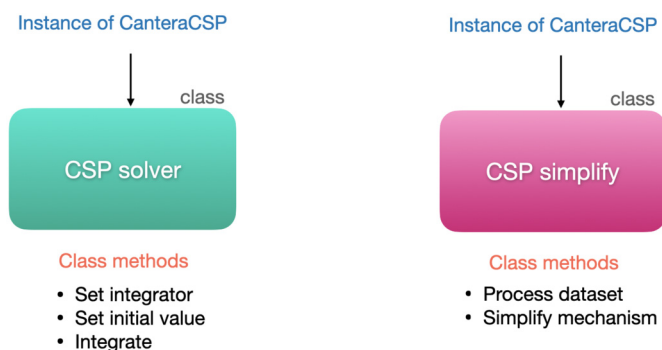 Instance of CanteraCSP
class
CSP solver
Class methods
• Set integrator
• Set initial value
• Integrate
Instance of CanteraCSP
class
CSP simplify
Class methods
• Process dataset
• Simplify mechanism